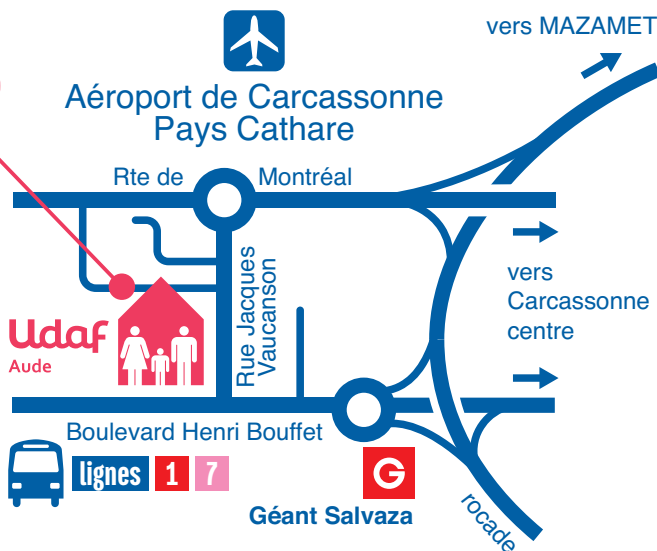 vers MAZAMET
Aéroport de Carcassonne
Pays Cathare
Rte de Montréal
Rue Jacques
Vaucanson
vers
Carcassonne
centre
Udaf
Aude
Boulevard Henri Bouffet
lignes 1 7
G
Géant Salvaza
rocade